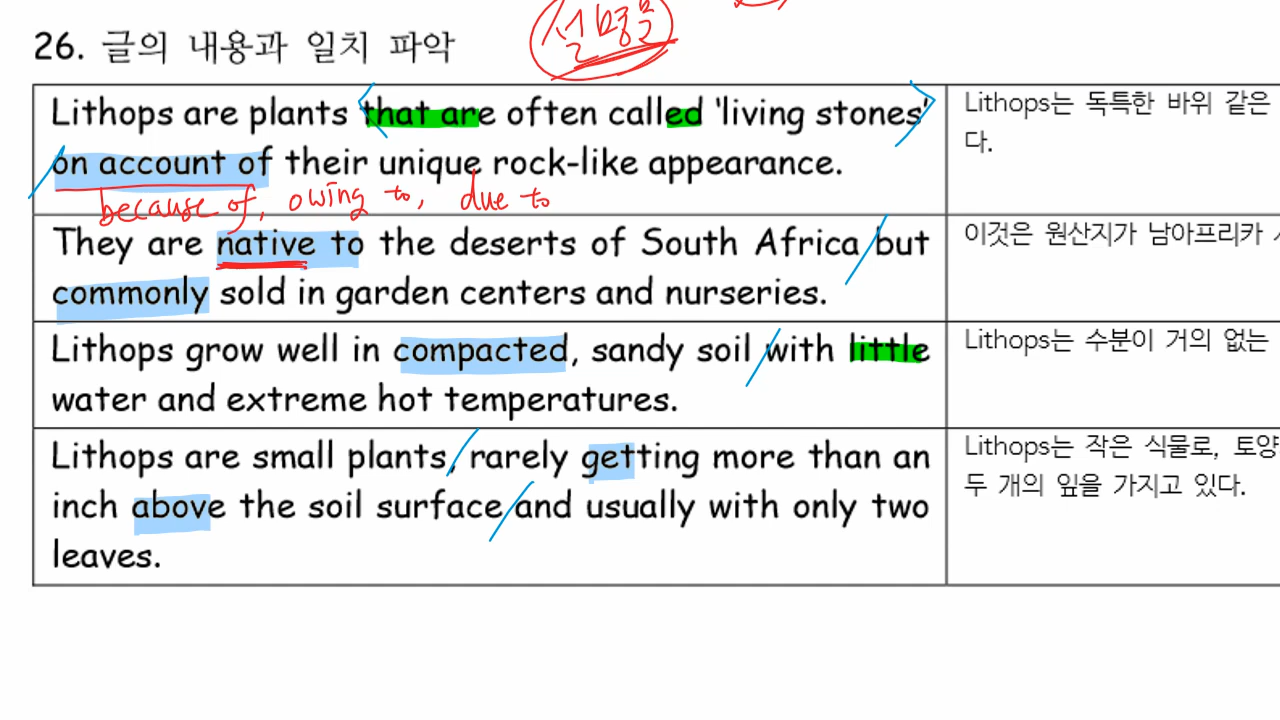 설명문
26. 글의 내용과 일치 파악
Lithops are plants that are often called ‘living stones’
on account of their unique rock-like appearance.
because of, owing to, due to
Lithops는 독특한 바위 같은
다.
They are native to the deserts of South Africa but
commonly sold in garden centers and nurseries.
이것은 원산지가 남아프리카
Lithops grow well in compacted, sandy soil with little
water and extreme hot temperatures.
Lithops는 수분이 거의 없는
Lithops are small plants, rarely getting more than an
inch above the soil surface and usually with only two
leaves.
Lithops는 작은 식물로, 토양
두 개의 잎을 가지고 있다.